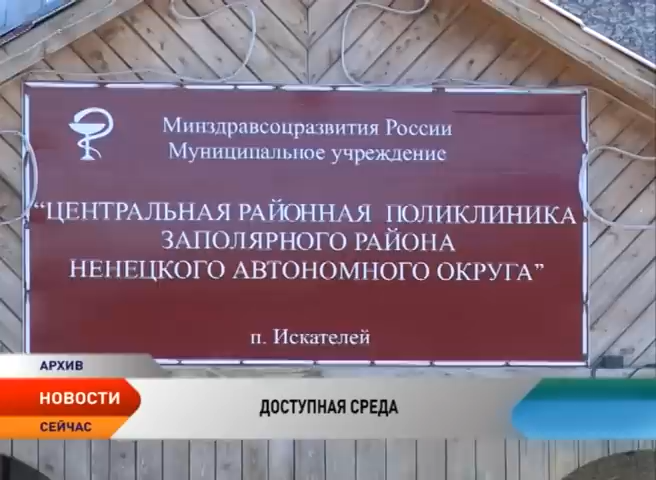 Минздравсоцразвития России
Муниципальное учреждение
“ЦЕНТРАЛЬНАЯ РАЙОННАЯ ПОЛИКЛИНИКА
ЗАПОЛЯРНОГО РАЙОНА
НЕНЕЦКОГО АВТОНОМНОГО ОКРУГА”
п. Искателей
АРХИВ
НОВОСТИ
ДОСТУПНАЯ СРЕДА
СЕЙЧАС